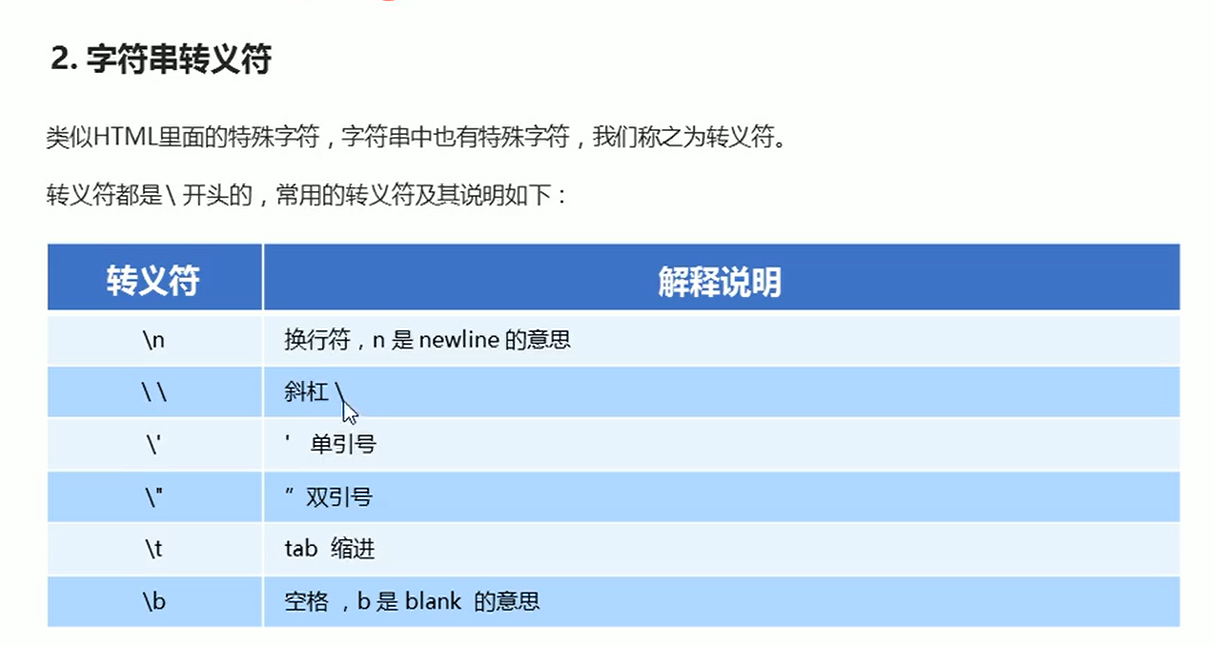 2. 字符串转义符
类似HTML里面的特殊字符，字符串中也有特殊字符，我们称之为转义符。
转义符都是\ 开头的，常用的转义符及其说明如下：
转义符 解释说明
\n 换行符，n 是 newline 的意思
\ \ 斜杠 \
\' ' 单引号
\" ” 双引号
\t tab 缩进
\b 空格 ，b 是 blank 的意思